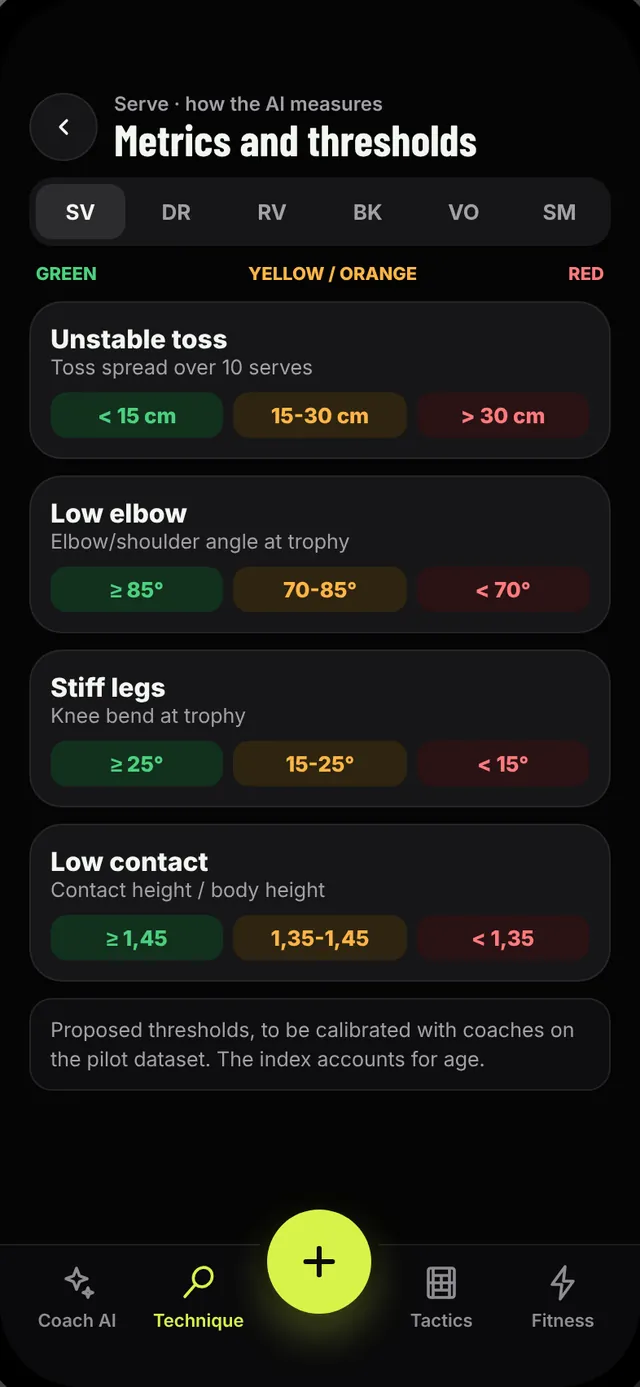 Serve · how the AI measures
Metrics and thresholds
SV DR RV BK VO SM
GREEN YELLOW / ORANGE RED
Unstable toss
Toss spread over 10 serves
< 15 cm 15-30 cm > 30 cm
Low elbow
Elbow/shoulder angle at trophy
≥ 85° 70-85° < 70°
Stiff legs
Knee bend at trophy
≥ 25° 15-25° < 15°
Low contact
Contact height / body height
≥ 1,45 1,35-1,45 < 1,35
Proposed thresholds, to be calibrated with coaches on
the pilot dataset. The index accounts for age.
Coach AI Technique Tactics Fitness